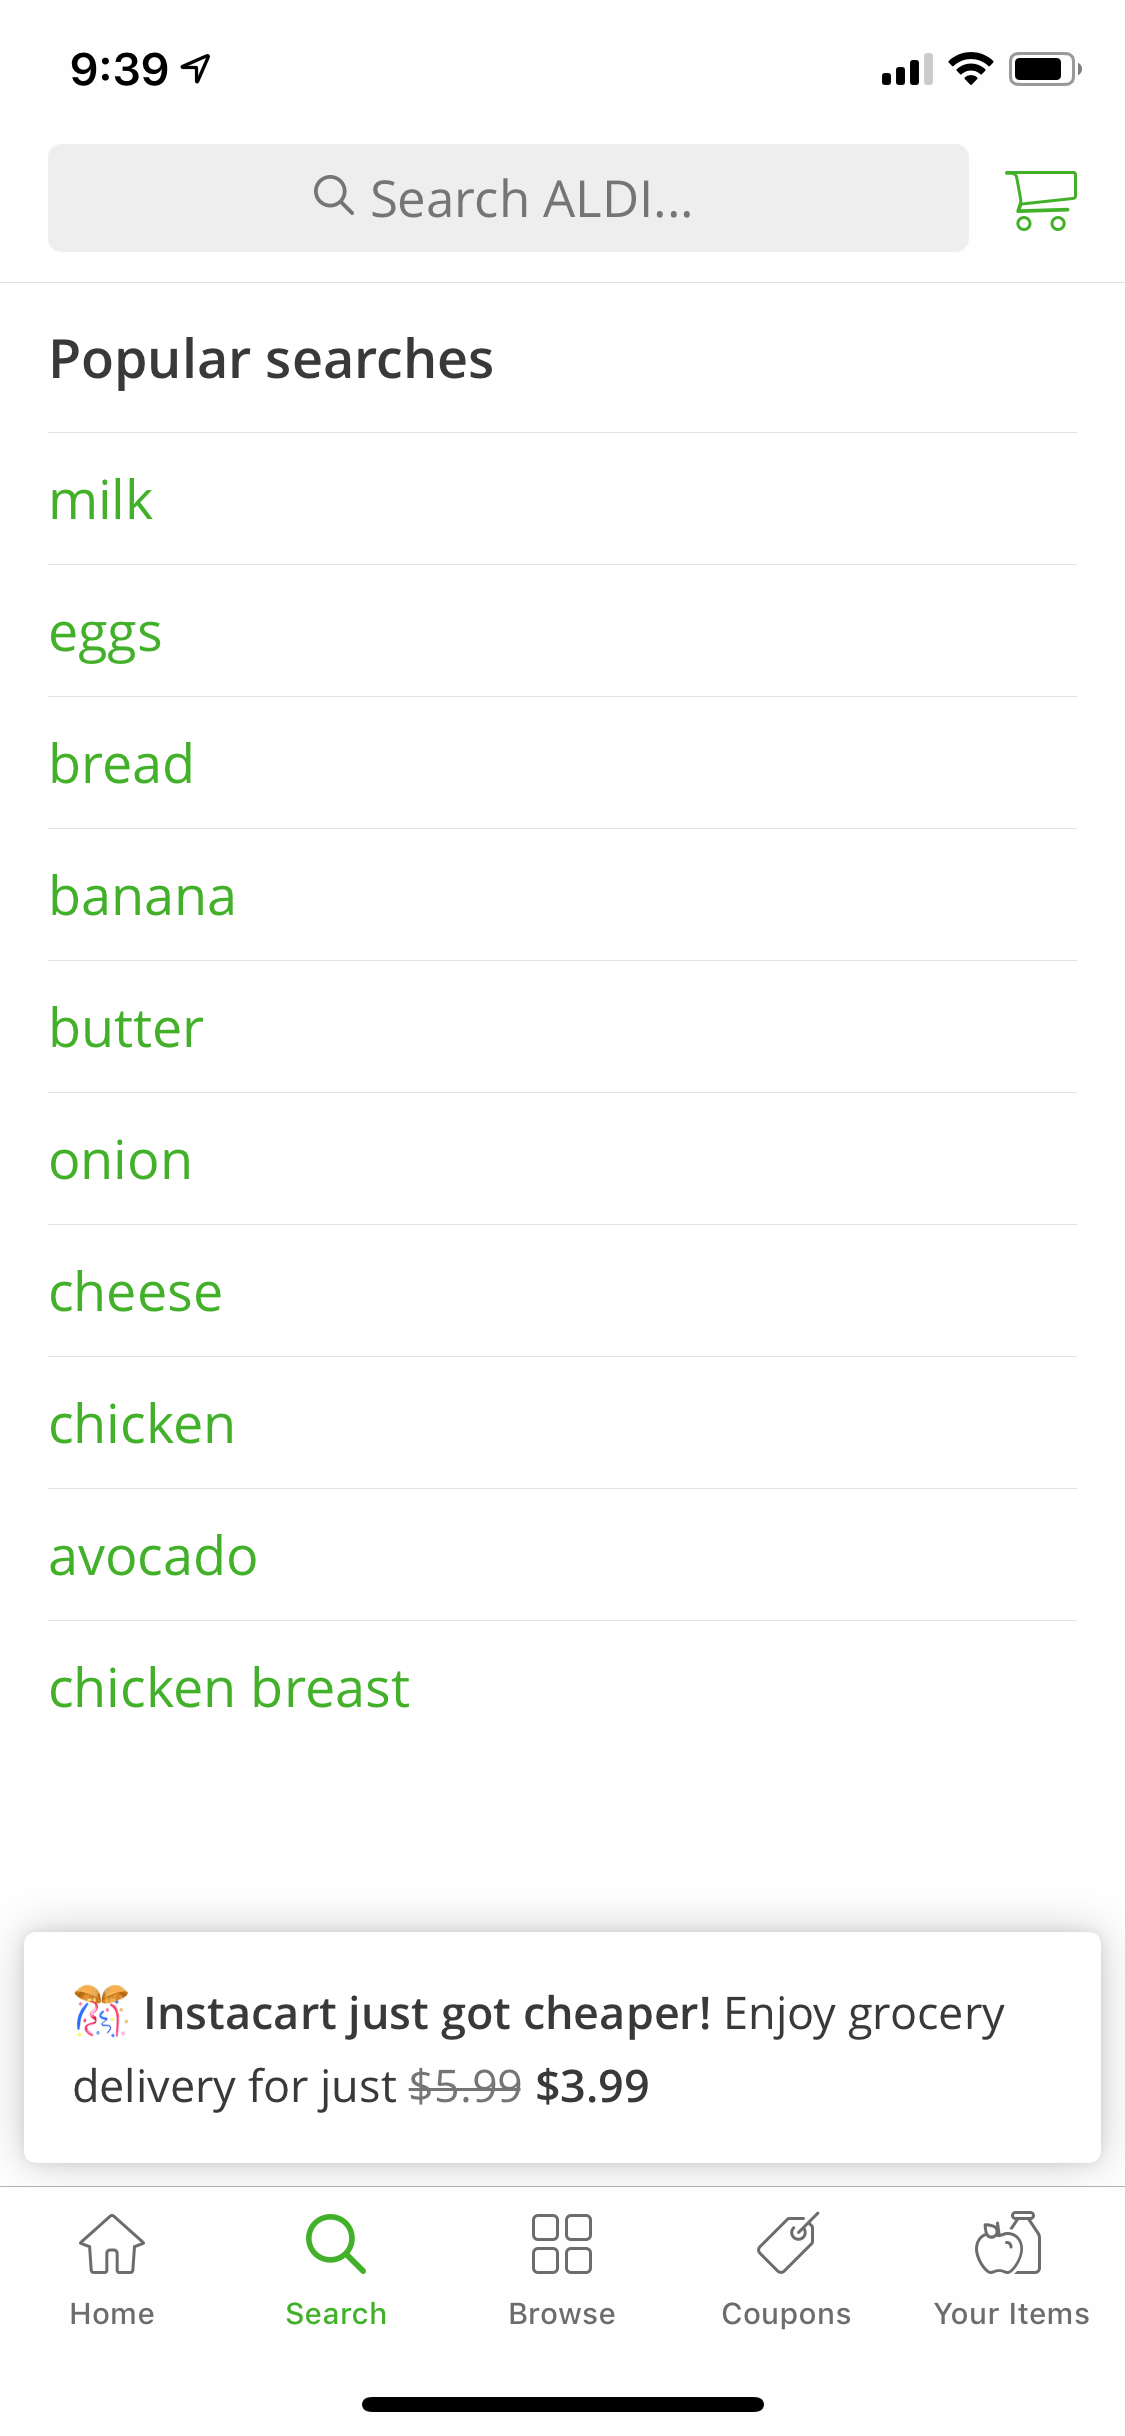 9:39
Search ALDI...
Popular searches
milk
eggs
bread
banana
butter
onion
cheese
chicken
avocado
chicken breast
🎊 Instacart just got cheaper! Enjoy grocery
delivery for just $5.99 $3.99
Home Search Browse Coupons Your Items